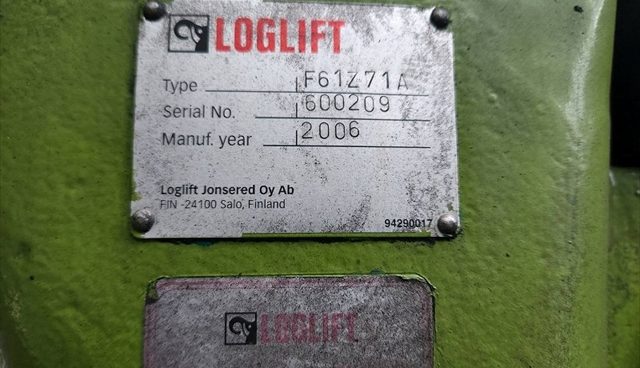 LOGLIFT
Type F61Z71A
Serial No. 600209
Manuf. year 2006
Loglift Jonsered Oy Ab
FIN -24100 Salo, Finland
94290017
LOGLIFT